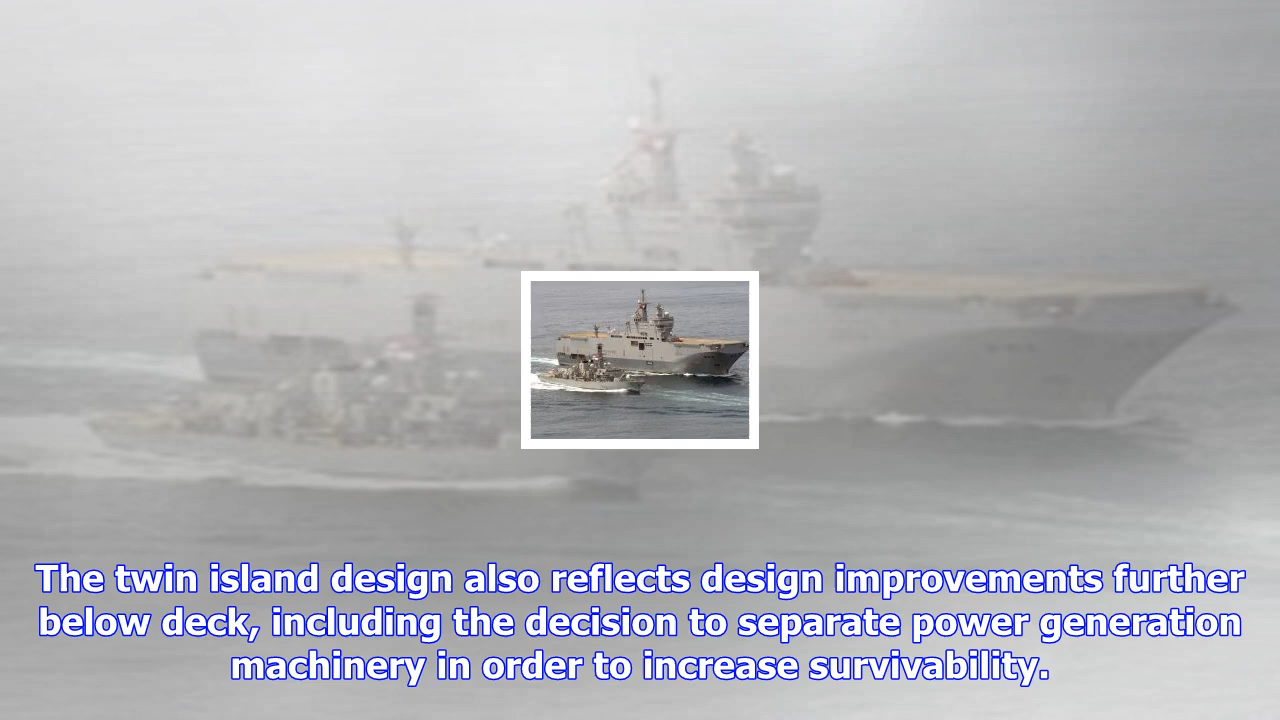 The twin island design also reflects design improvements further
below deck, including the decision to separate power generation
machinery in order to increase survivability.